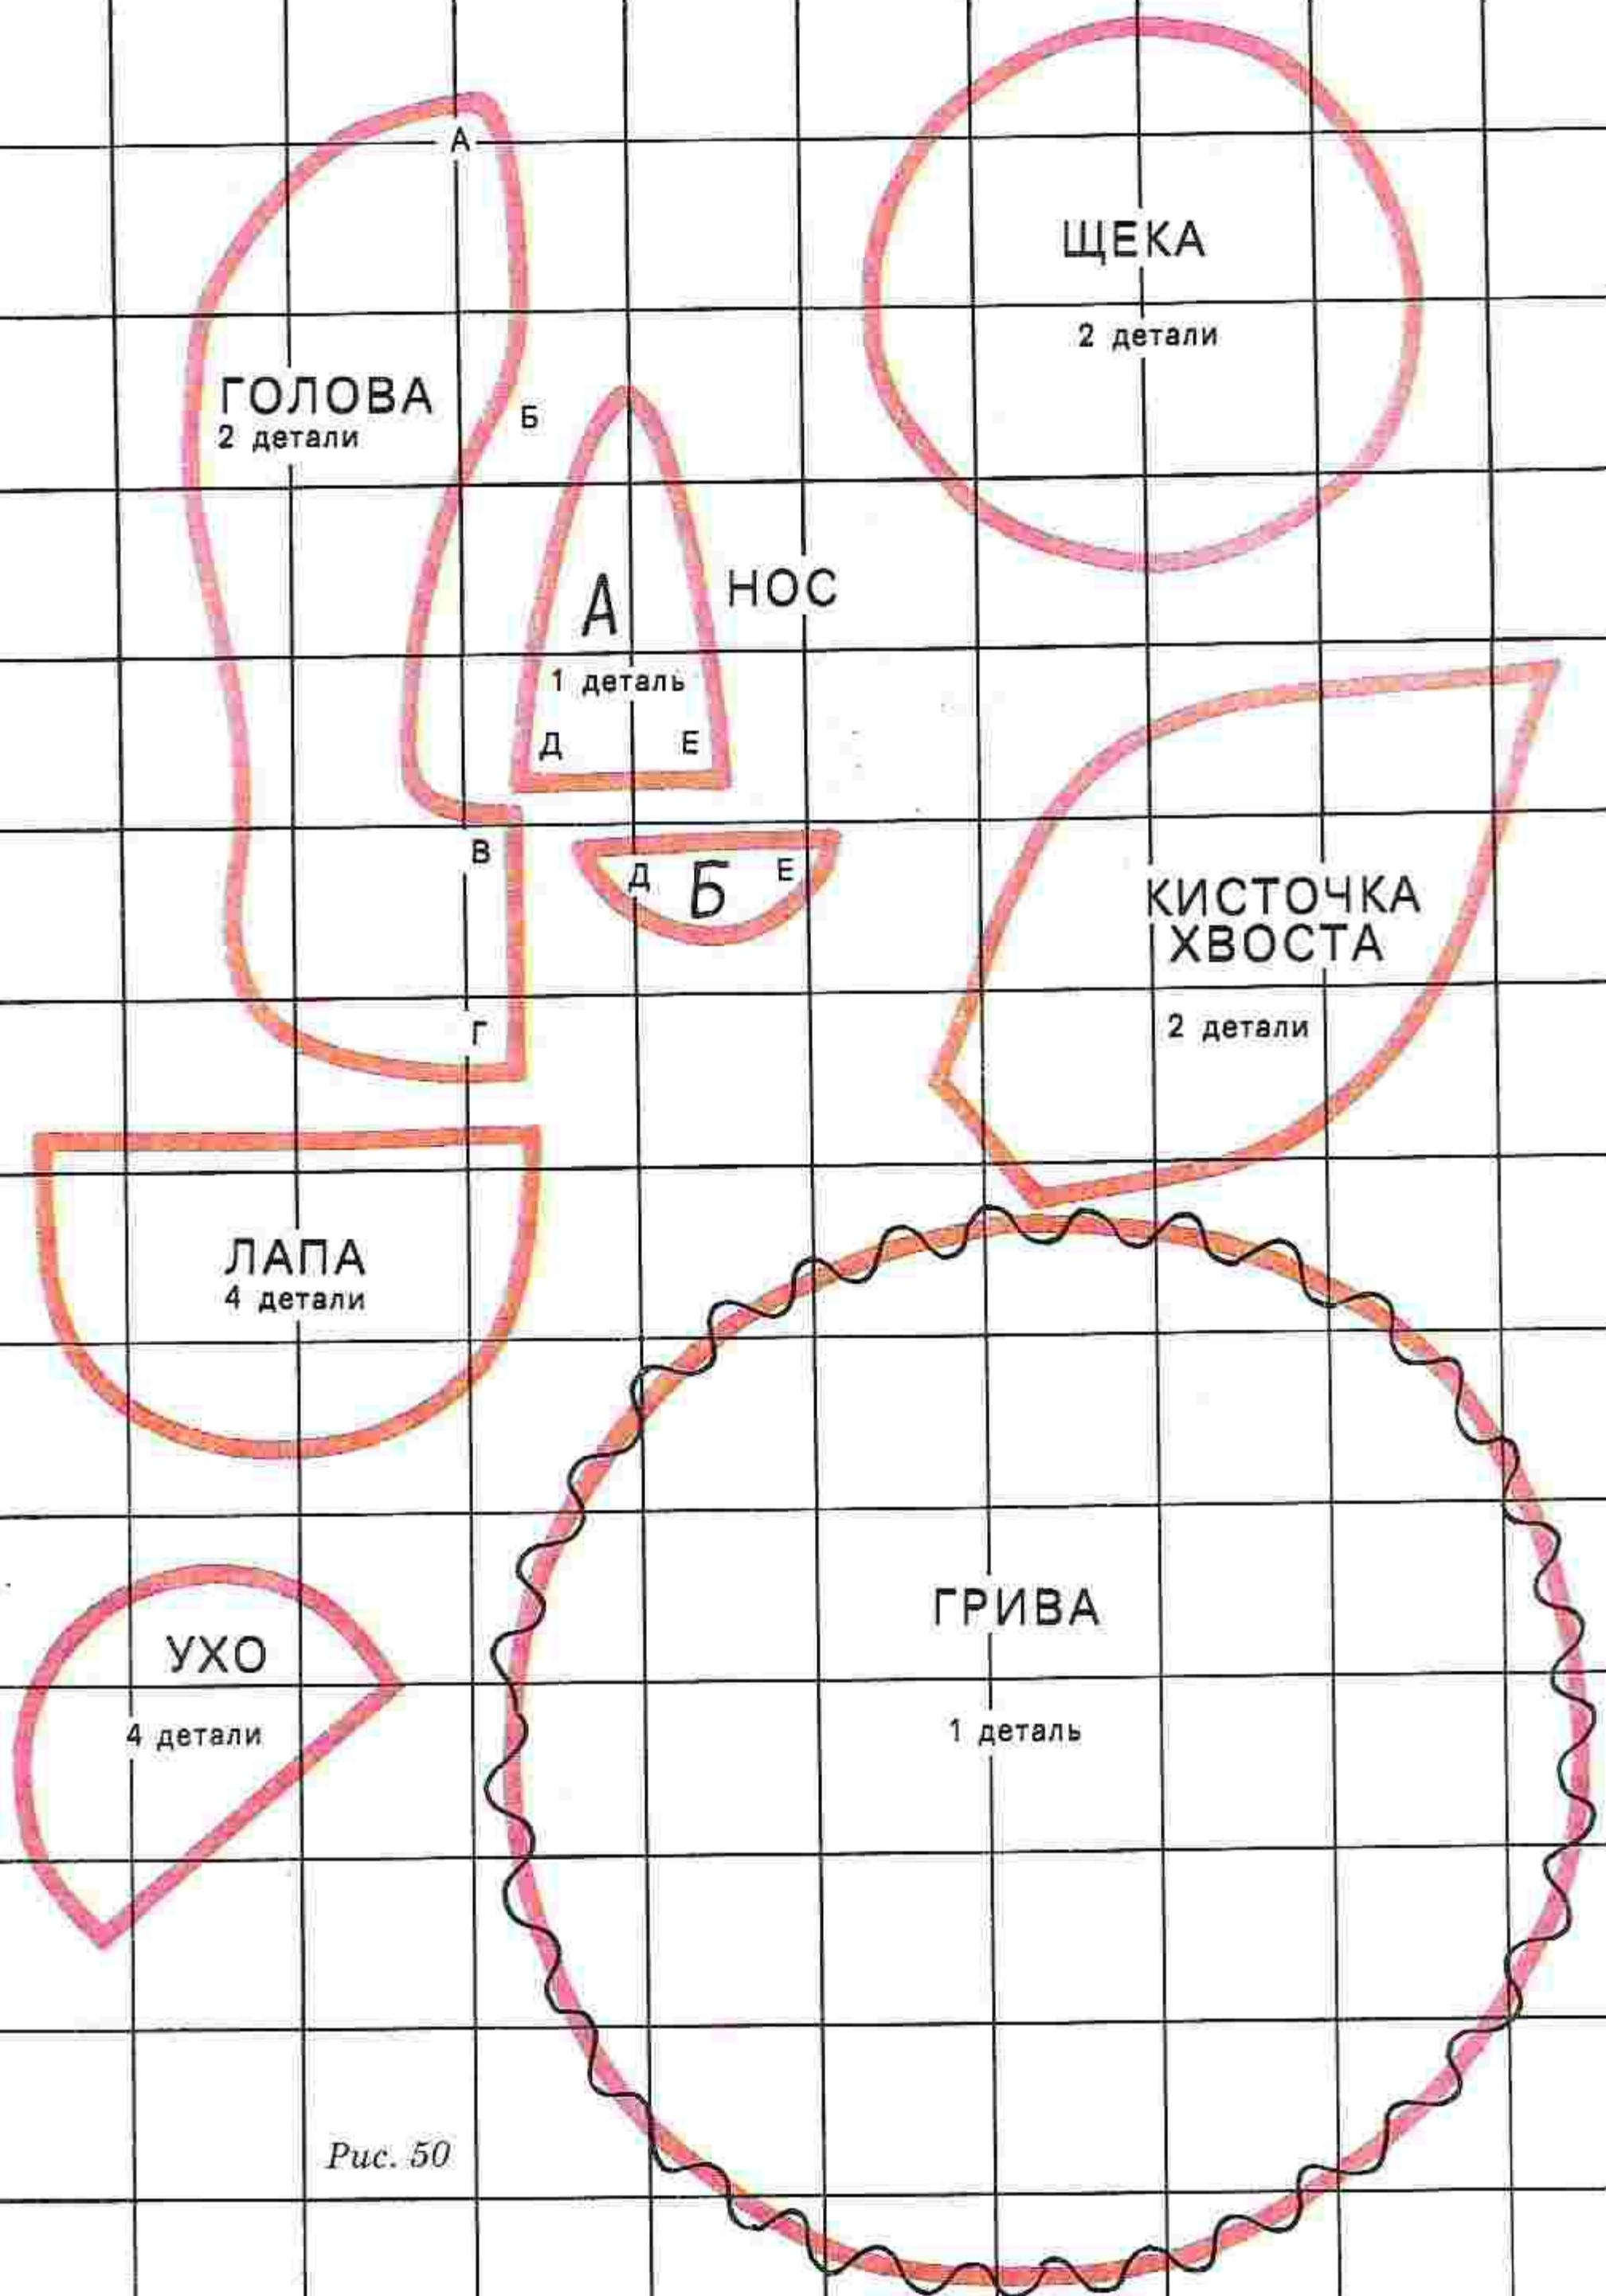 А
ГОЛОВА
2 детали
Б
В
Г
А
НОС
1 деталь
Д Е
Д Б Е
ЩЕКА
2 детали
КИСТОЧКА
ХВОСТА
2 детали
ЛАПА
4 детали
УХО
4 детали
ГРИВА
1 деталь
Рис. 50